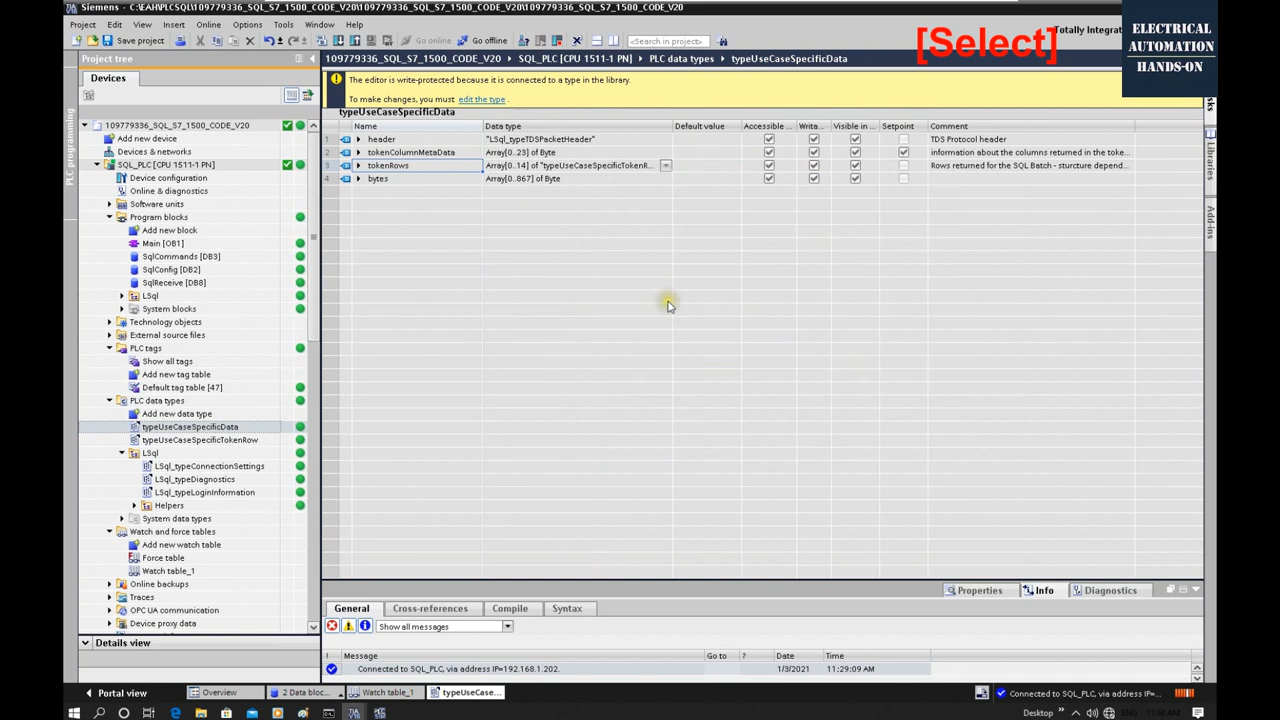 Siemens - C:\EAH\PLCSQL\109779336_SQL_S7_1500_CODE_V20\109779336_SQL_S7_1500_CODE_V20
Project Edit View Insert Online Options Tools Window Help
Totally Integra
Save project
Go online Go offline
<Search in project>
[Select]
ELECTRICAL
AUTOMATION
HANDS-ON
Project tree
109779336_SQL_S7_1500_CODE_V20 SQL_PLC [CPU 1511-1 PN] PLC data types typeUseCaseSpecificData
Devices
The editor is write-protected because it is connected to a type in the library.
To make changes, you must edit the type .
typeUseCaseSpecificData
Name Data type Default value Accessible ... Writa... Visible in ... Setpoint Comment
1 header "LSql_typeTDSPacketHeader" TDS Protocol header
2 tokenColumnMetaData Array[0..23] of Byte information about the columns returned in the toke...
3 tokenRows Array[0..14] of "typeUseCaseSpecificTokenR... Rows returned for the SQL Batch - sturcture depend...
4 bytes Array[0..867] of Byte
PLC programming
109779336_SQL_S7_1500_CODE_V20
Add new device
Devices & networks
SQL_PLC [CPU 1511-1 PN]
Device configuration
Online & diagnostics
Software units
Program blocks
Add new block
Main [OB1]
SqlCommands [DB3]
SqlConfig [DB2]
SqlReceive [DB8]
LSql
System blocks
Technology objects
External source files
PLC tags
Show all tags
Add new tag table
Default tag table [47]
PLC data types
Add new data type
typeUseCaseSpecificData
typeUseCaseSpecificTokenRow
LSql
LSql_typeConnectionSettings
LSql_typeDiagnostics
LSql_typeLoginInformation
Helpers
System data types
Watch and force tables
Add new watch table
Force table
Watch table_1
Online backups
Traces
OPC UA communication
Device proxy data
Details view
Libraries
Add-ins
Properties Info Diagnostics
General Cross-references Compile Syntax
Show all messages
! Message Go to ? Date Time
Connected to SQL_PLC, via address IP=192.168.1.202. 1/3/2021 11:29:09 AM
Portal view Overview 2 Data bloc... Watch table_1 typeUseCase... Connected to SQL_PLC, via address IP=...
Desktop ENG